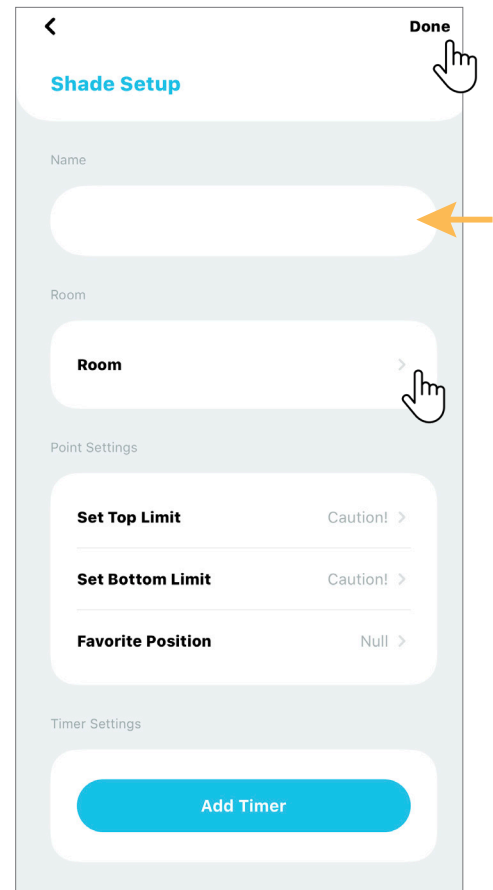 Done
Shade Setup
Name
Room
Room
Point Settings
Set Top Limit Caution!
Set Bottom Limit Caution!
Favorite Position Null
Timer Settings
Add Timer